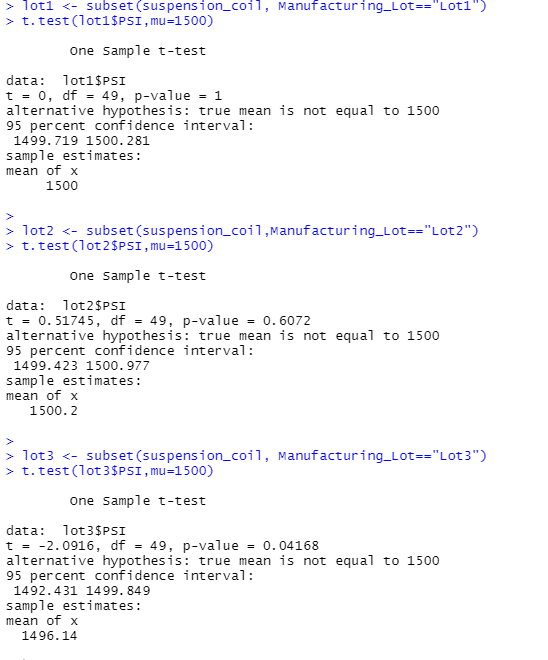 > lot1 <- subset(suspension_coil, Manufacturing_Lot=="Lot1")
> t.test(lot1$PSI,mu=1500)
One Sample t-test
data:  lot1$PSI
t = 0, df = 49, p-value = 1
alternative hypothesis: true mean is not equal to 1500
95 percent confidence interval:
1499.719 1500.281
sample estimates:
mean of x
1500
>
> lot2 <- subset(suspension_coil,Manufacturing_Lot=="Lot2")
> t.test(lot2$PSI,mu=1500)
One Sample t-test
data:  lot2$PSI
t = 0.51745, df = 49, p-value = 0.6072
alternative hypothesis: true mean is not equal to 1500
95 percent confidence interval:
1499.423 1500.977
sample estimates:
mean of x
1500.2
>
> lot3 <- subset(suspension_coil, Manufacturing_Lot=="Lot3")
> t.test(lot3$PSI,mu=1500)
One Sample t-test
data:  lot3$PSI
t = -2.0916, df = 49, p-value = 0.04168
alternative hypothesis: true mean is not equal to 1500
95 percent confidence interval:
1492.431 1499.849
sample estimates:
mean of x
1496.14